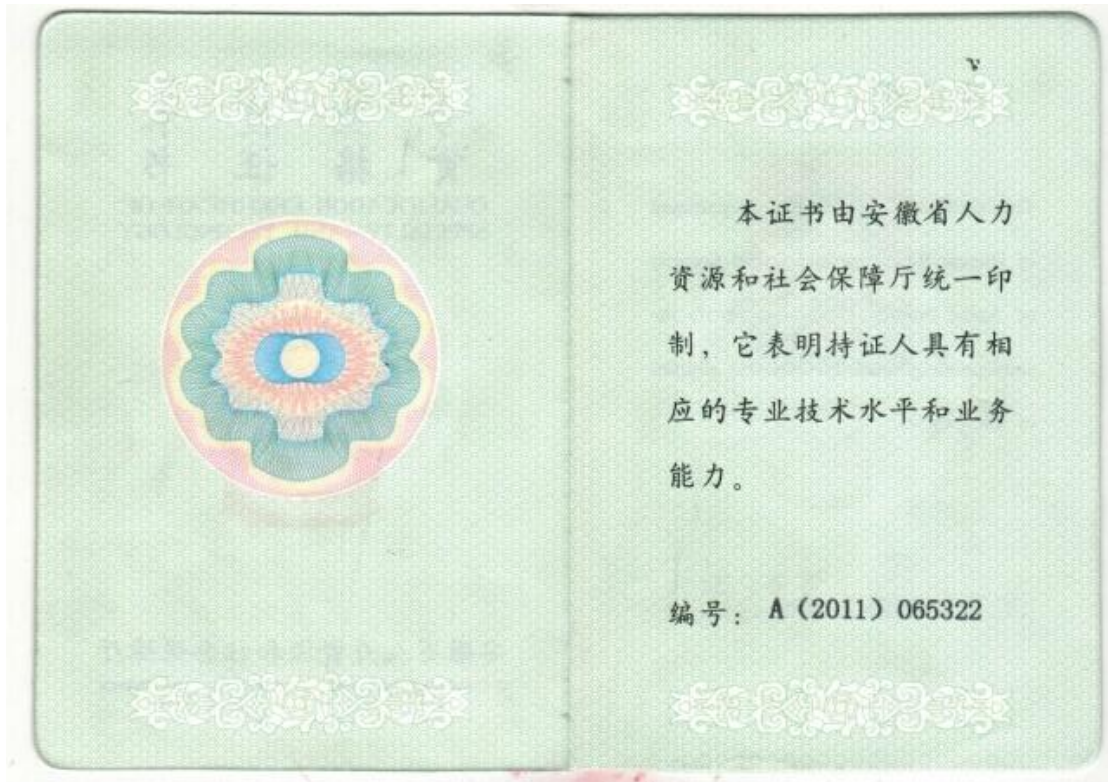 本证书由安徽省人力
资源和社会保障厅统一印
制，它表明持证人具有相
应的专业技术水平和业务
能力。
编号：A（2011）065322